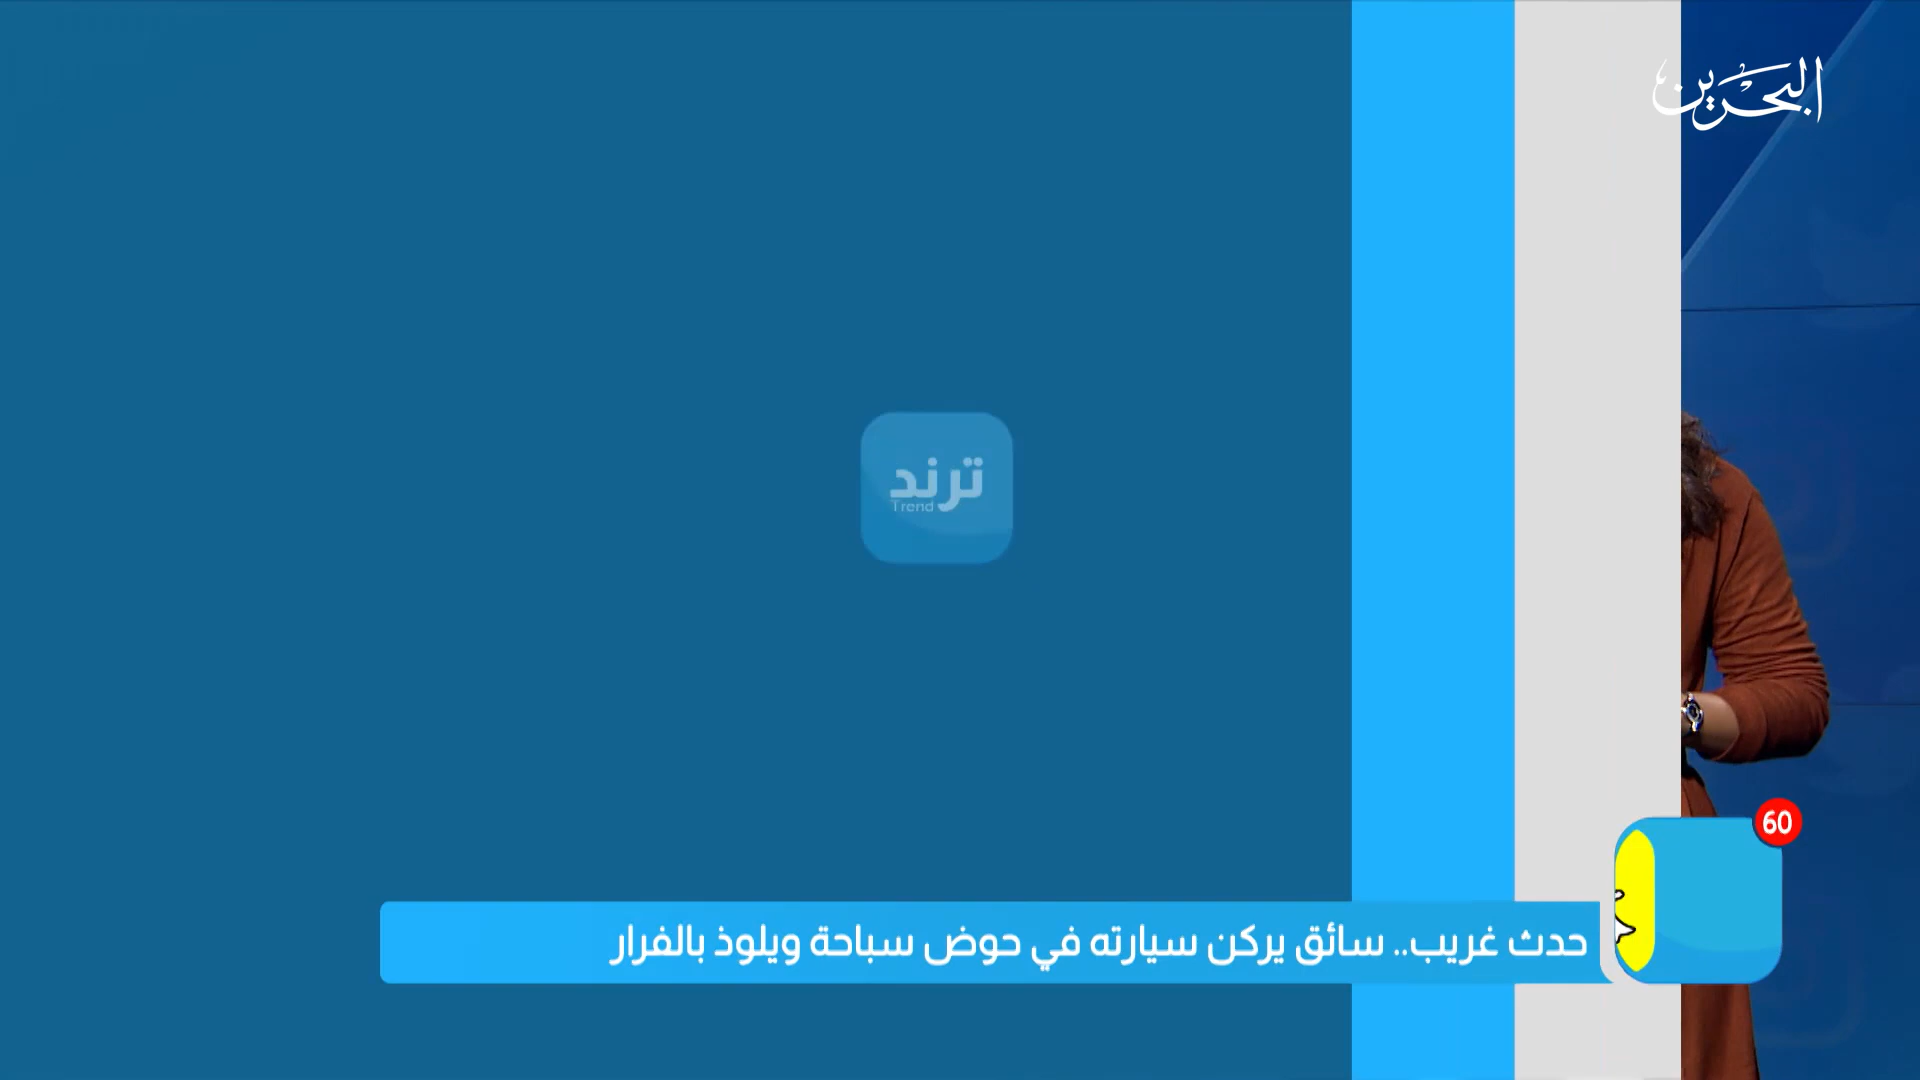 البحرين
ترند
Trend
60
حدث غريب.. سائق يركن سيارته في حوض سباحة ويلوذ بالفرار